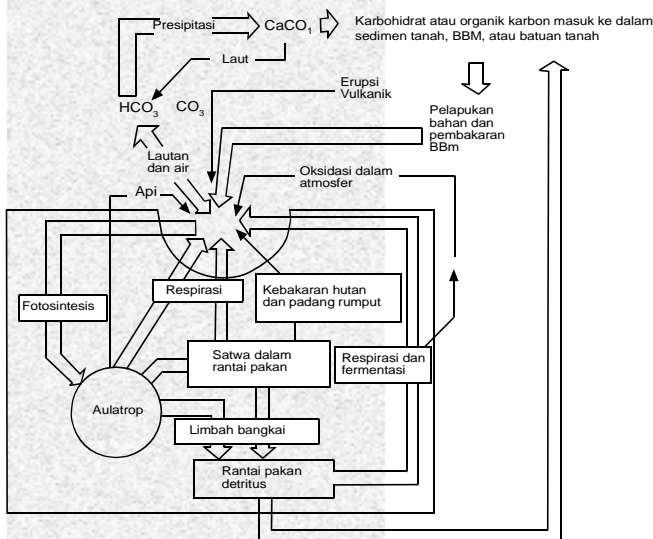 Presipitasi
CaCO1
Karbohidrat atau organik karbon masuk ke dalam
sedimen tanah, BBM, atau batuan tanah
Laut
HCO3
CO3
Erupsi
Vulkanik
Pelapukan
bahan dan
pembakaran
BBm
Lautan
dan air
Api
Oksidasi dalam
atmosfer
Respirasi
Kebakaran hutan
dan padang rumput
Fotosintesis
Satwa dalam
rantai pakan
Respirasi dan
fermentasi
Aulatrop
Limbah bangkai
Rantai pakan
detritus